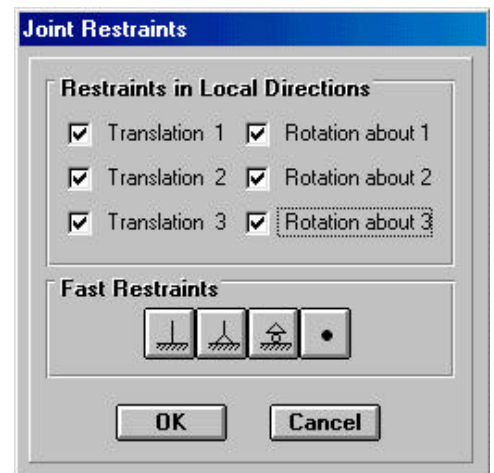 Joint Restraints
Restraints in Local Directions
Translation 1 Rotation about 1
Translation 2 Rotation about 2
Translation 3 Rotation about 3
Fast Restraints
OK Cancel